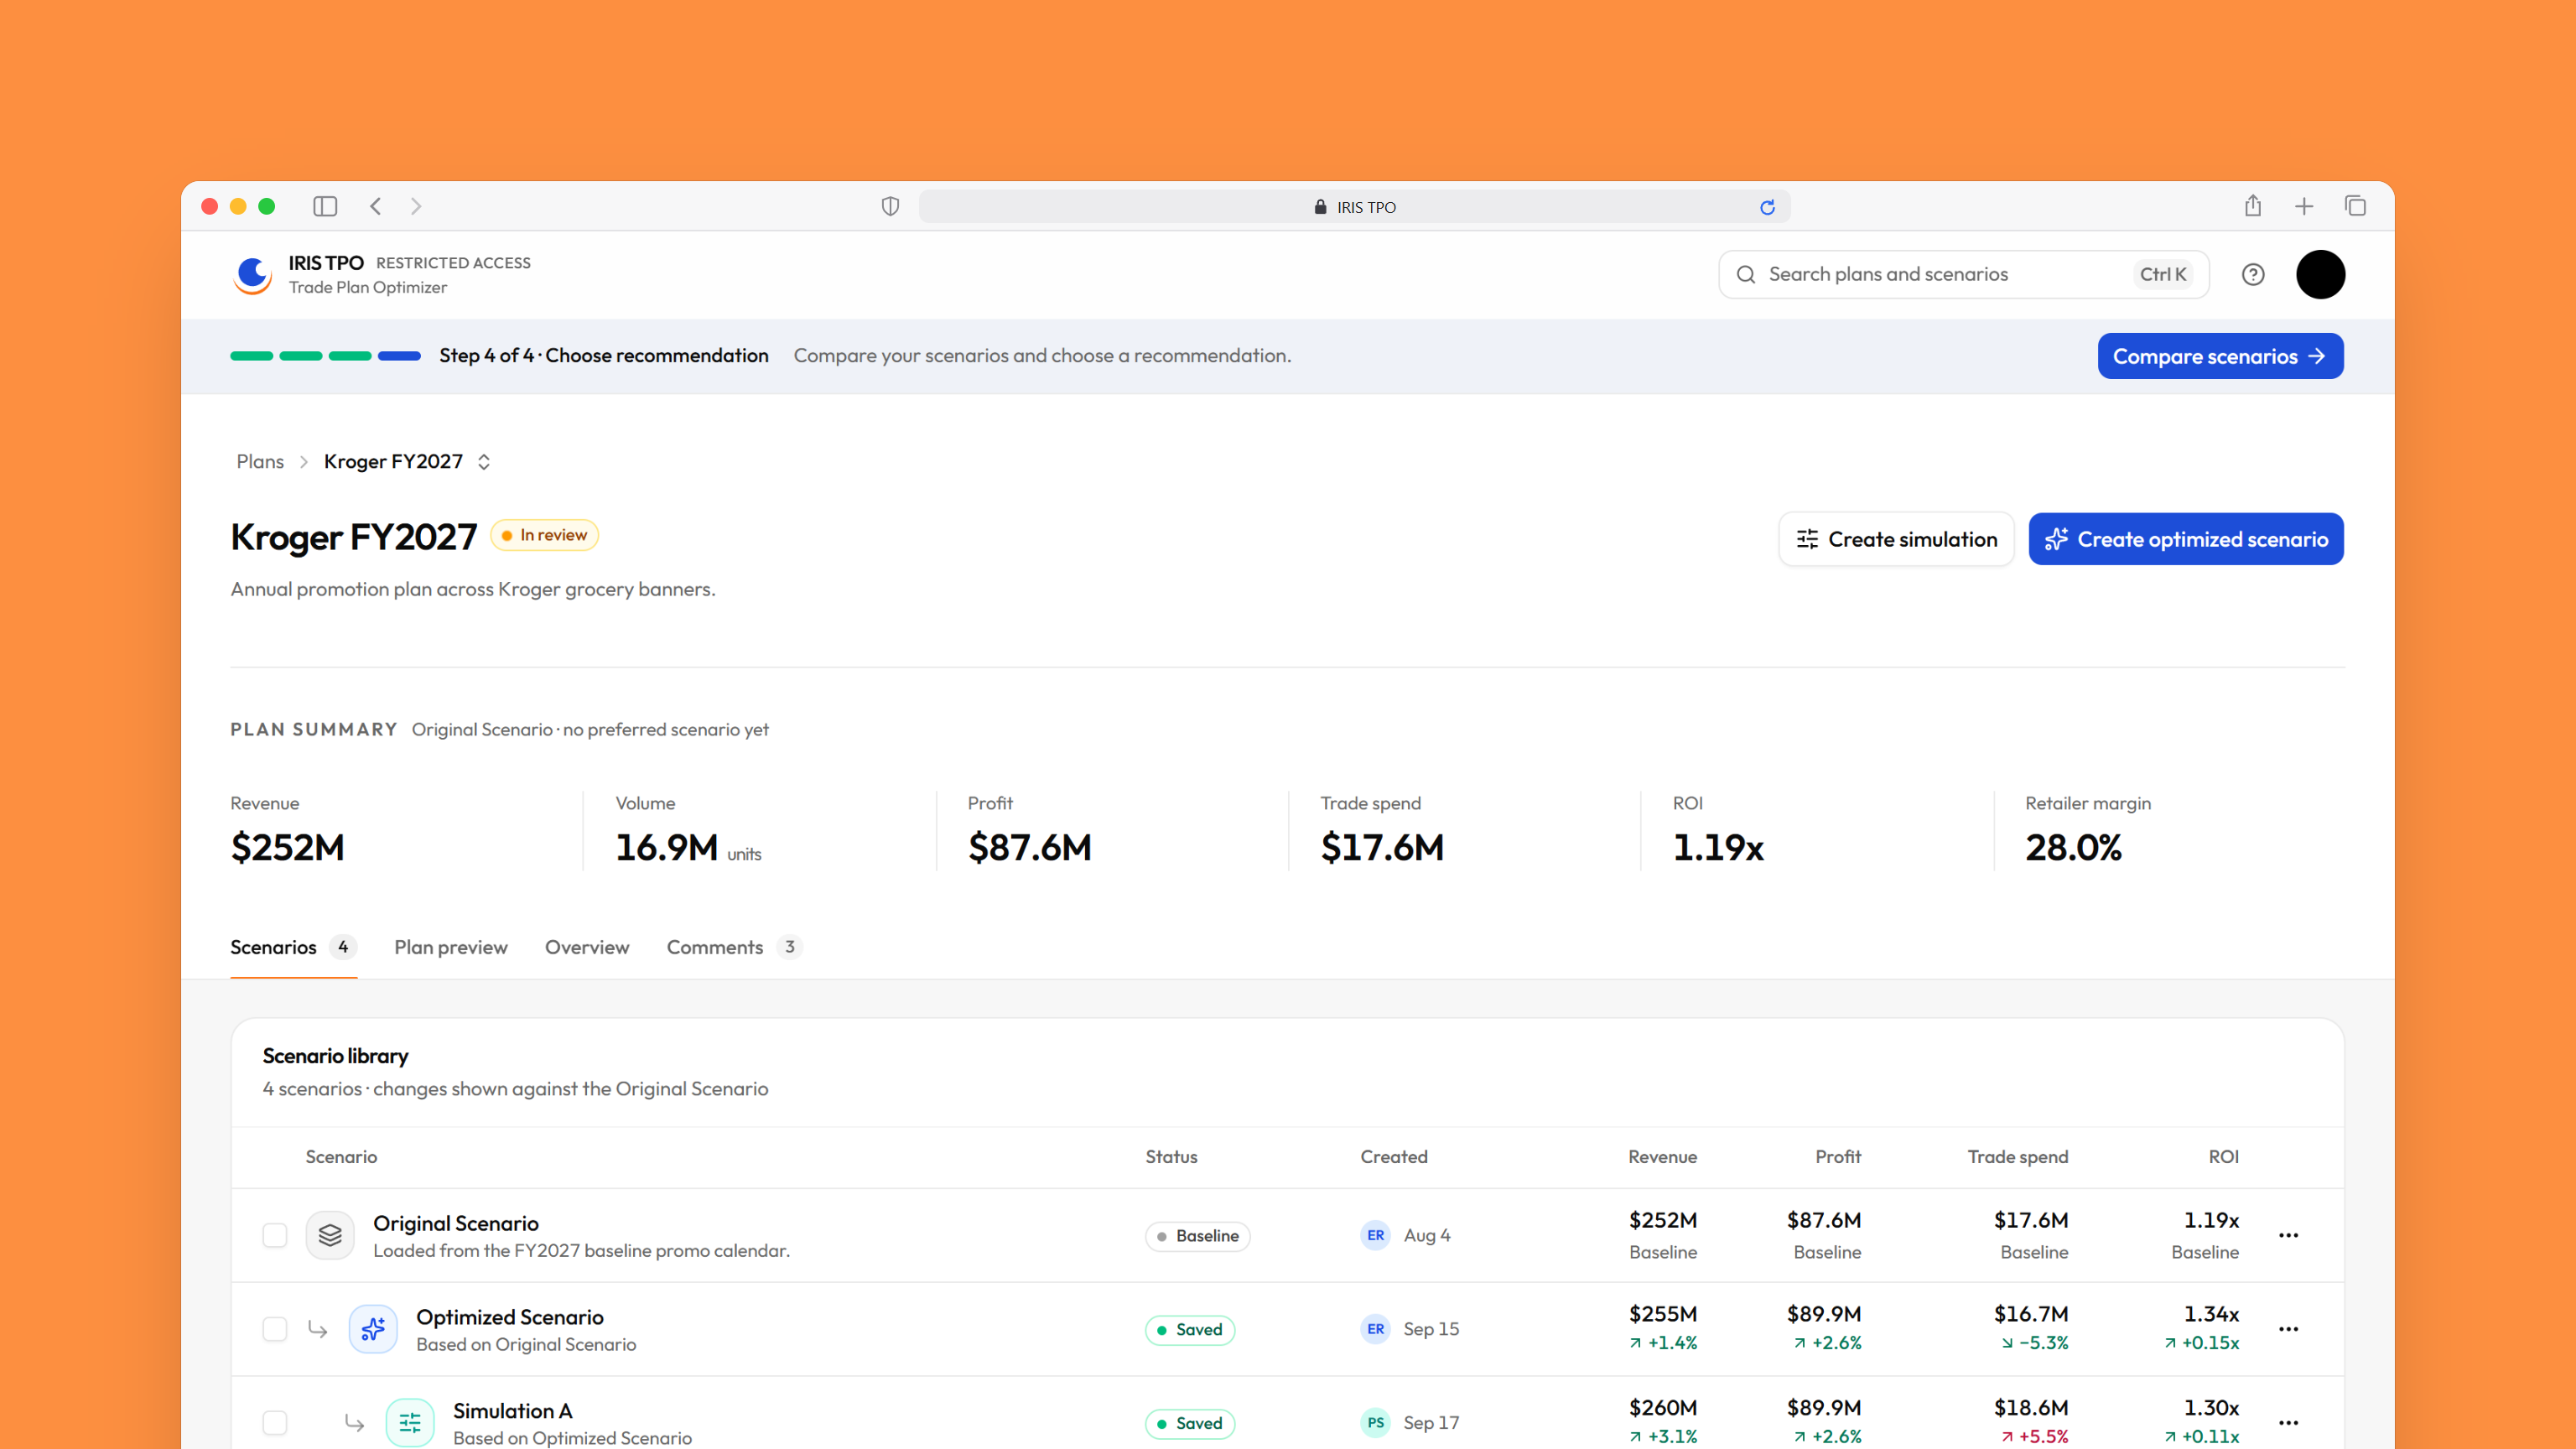 IRIS TPO
IRIS TPO RESTRICTED ACCESS
Trade Plan Optimizer
Search plans and scenarios Ctrl K
Step 4 of 4 · Choose recommendation Compare your scenarios and choose a recommendation. Compare scenarios
Plans Kroger FY2027
Kroger FY2027 In review
Create simulation Create optimized scenario
Annual promotion plan across Kroger grocery banners.
PLAN SUMMARY Original Scenario · no preferred scenario yet
Revenue Volume Profit Trade spend ROI Retailer margin
$252M 16.9M units $87.6M $17.6M 1.19x 28.0%
Scenarios 4 Plan preview Overview Comments 3
Scenario library
4 scenarios · changes shown against the Original Scenario
Scenario Status Created Revenue Profit Trade spend ROI
Original Scenario Baseline ER Aug 4 $252M $87.6M $17.6M 1.19x
Loaded from the FY2027 baseline promo calendar. Baseline Baseline Baseline Baseline
Optimized Scenario Saved ER Sep 15 $255M $89.9M $16.7M 1.34x
Based on Original Scenario +1.4% +2.6% −5.3% +0.15x
Simulation A Saved PS Sep 17 $260M $89.9M $18.6M 1.30x
Based on Optimized Scenario +3.1% +2.6% +5.5% +0.11x